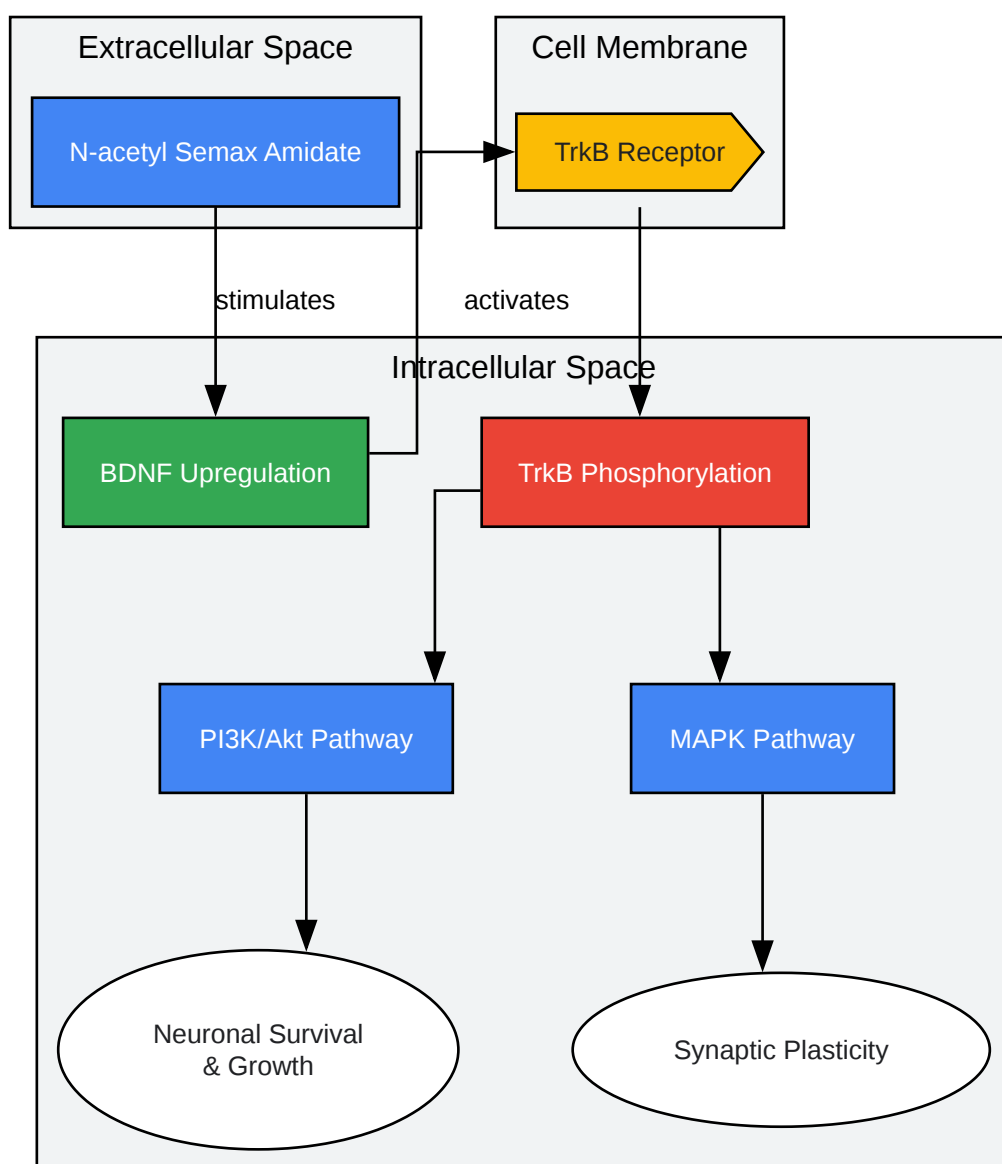 Extracellular Space
Cell Membrane
N-acetyl Semax Amidate
TrkB Receptor
stimulates
activates
Intracellular Space
BDNF Upregulation
TrkB Phosphorylation
PI3K/Akt Pathway
MAPK Pathway
Neuronal Survival
& Growth
Synaptic Plasticity